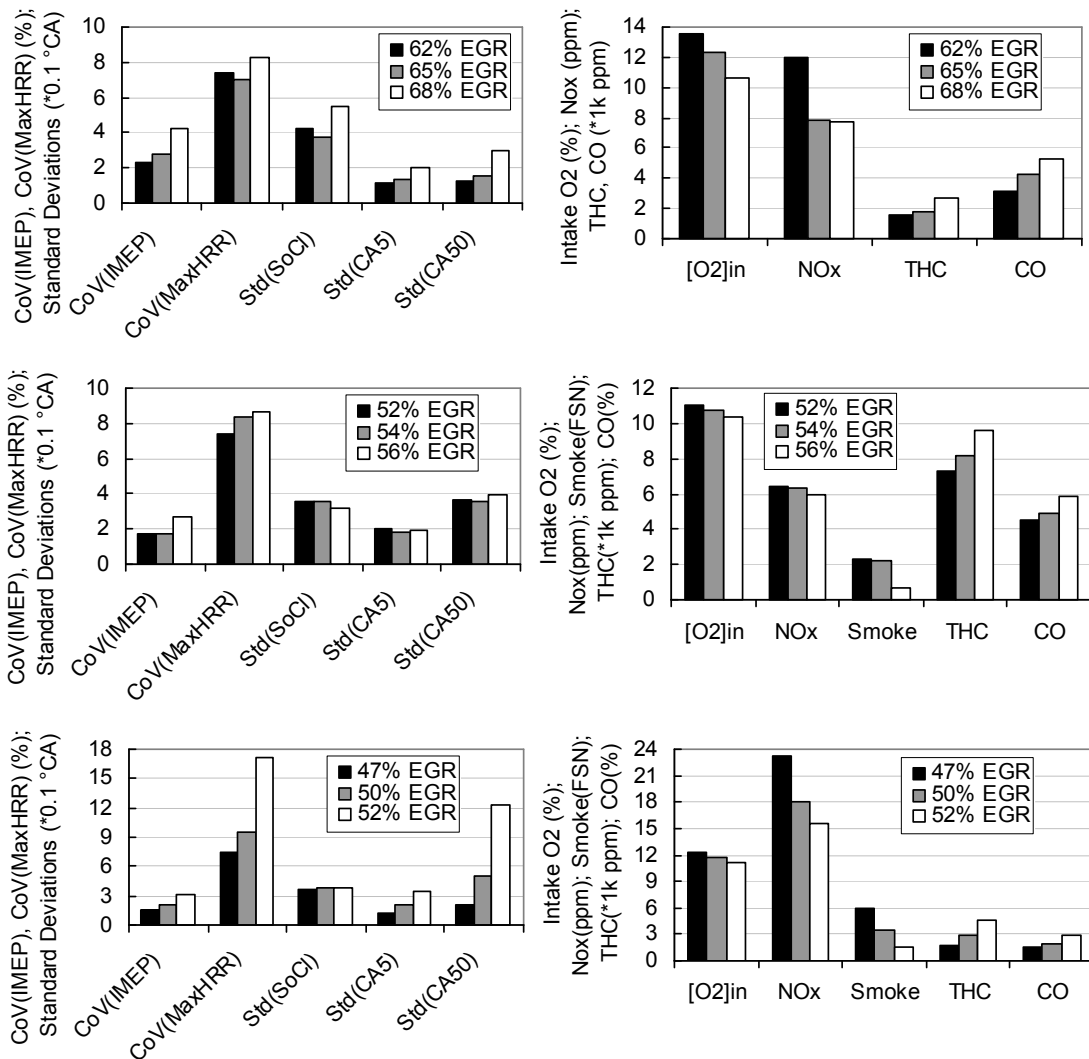 CoV(IMEP), CoV(MaxHRR) (%);
Standard Deviations (*0.1 °CA)
10
8
6
4
2
0
62% EGR
65% EGR
68% EGR
CoV(IMEP)
CoV(MaxHRR)
Std(SoCI)
Std(CA5)
Std(CA50)
Intake O2 (%); Nox (ppm);
THC, CO (*1k ppm)
14
12
10
8
6
4
2
0
62% EGR
65% EGR
68% EGR
[O2]in
NOx
THC
CO
CoV(IMEP), CoV(MaxHRR) (%);
Standard Deviations (*0.1 °CA)
10
8
6
4
2
0
52% EGR
54% EGR
56% EGR
CoV(IMEP)
CoV(MaxHRR)
Std(SoCI)
Std(CA5)
Std(CA50)
Intake O2 (%);
Nox(ppm); Smoke(FSN);
THC(*1k ppm); CO(%)
12
10
8
6
4
2
0
52% EGR
54% EGR
56% EGR
[O2]in
NOx
Smoke
THC
CO
CoV(IMEP), CoV(MaxHRR) (%);
Standard Deviations (*0.1 °CA)
18
15
12
9
6
3
0
47% EGR
50% EGR
52% EGR
CoV(IMEP)
CoV(MaxHRR)
Std(SoCI)
Std(CA5)
Std(CA50)
Intake O2 (%);
Nox(ppm); Smoke(FSN);
THC(*1k ppm); CO(%)
24
21
18
15
12
9
6
3
0
47% EGR
50% EGR
52% EGR
[O2]in
NOx
Smoke
THC
CO